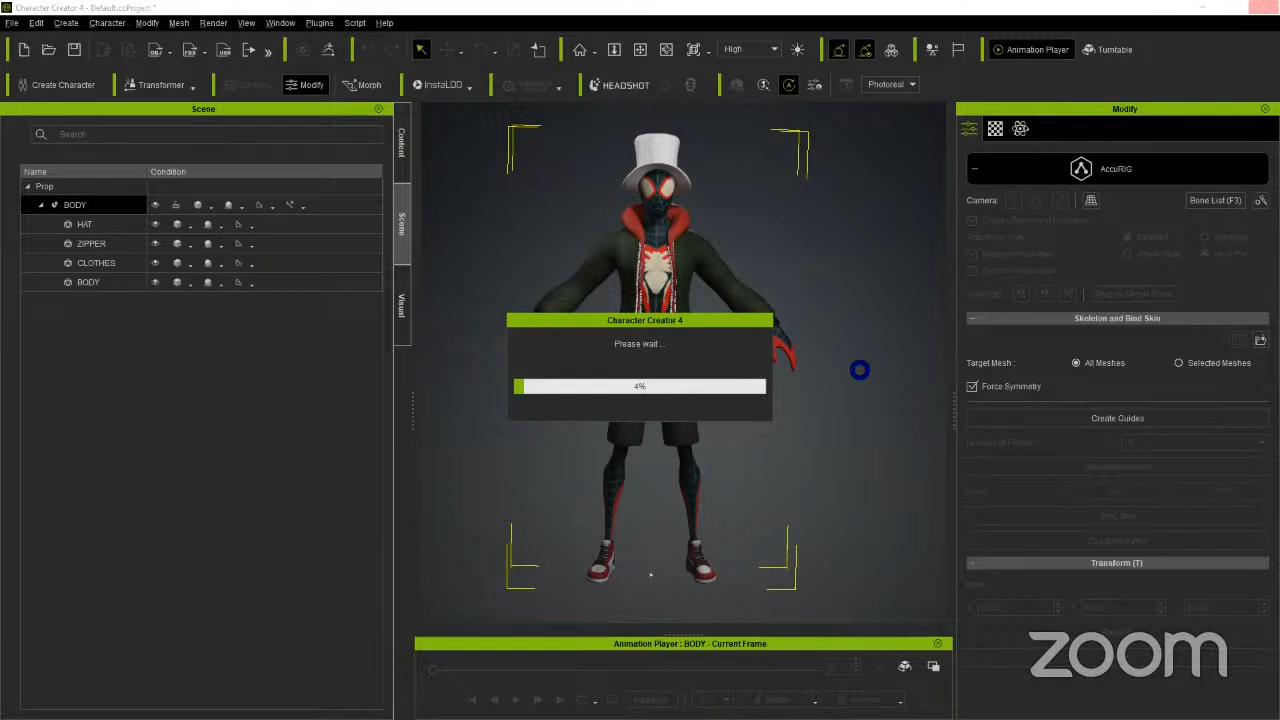 Character Creator 4 - Default.ccProject *
File Edit Create Character Modify Mesh Render View Window Plugins Script Help
High Animation Player Turntable
Create Character Transformer Modify Morph InstaLOD HEADSHOT Photoreal
Scene
Search
Name Condition
Prop
BODY
HAT
ZIPPER
CLOTHES
BODY
Content
Scene
Visual
Character Creator 4
Please wait ...
4%
Modify
AccuRIG
Camera: Bone List (F3)
Skeleton and Bind Skin
Target Mesh : All Meshes Selected Meshes
Force Symmetry
Create Guides
Bind Skin
Transform (T)
Animation Player : BODY - Current Frame
zoom